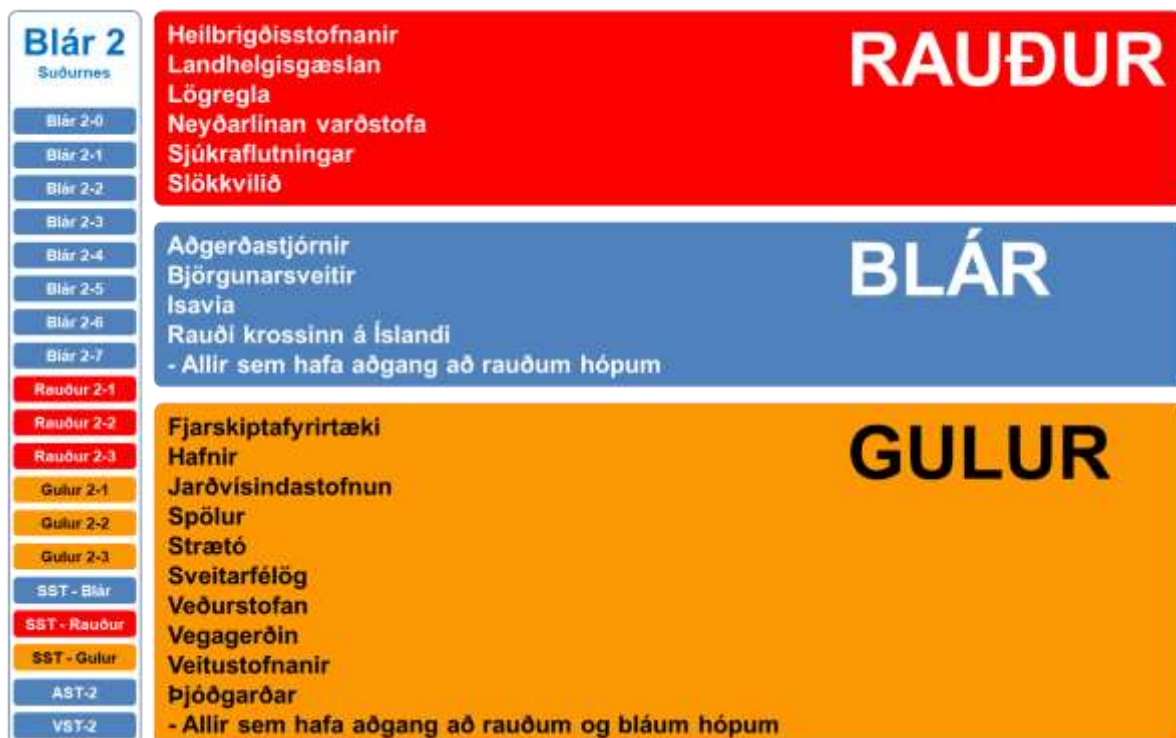 Blár 2
Suðurnes
Blár 2-0
Blár 2-1
Blár 2-2
Blár 2-3
Blár 2-4
Blár 2-5
Blár 2-6
Blár 2-7
Rauður 2-1
Rauður 2-2
Rauður 2-3
Gulur 2-1
Gulur 2-2
Gulur 2-3
SST - Blár
SST - Rauður
SST - Gulur
AST-2
VST-2
RAUÐUR
Heilbrigðisstofnanir
Landhelgisgæslan
Lögregla
Neyðarlínan varðstofa
Sjúkraflutningar
Slökkvilið
BLÁR
Aðgerðastjórnir
Björgunarsveitir
Isavia
Rauði krossinn á Íslandi
- Allir sem hafa aðgang að rauðum hópum
GULUR
Fjarskiptafyrirtæki
Hafnir
Jarðvísindastofnun
Spölur
Strætó
Sveitarfélög
Veðurstofan
Vegagerðin
Veitustofnanir
Þjóðgarðar
- Allir sem hafa aðgang að rauðum og bláum hópum